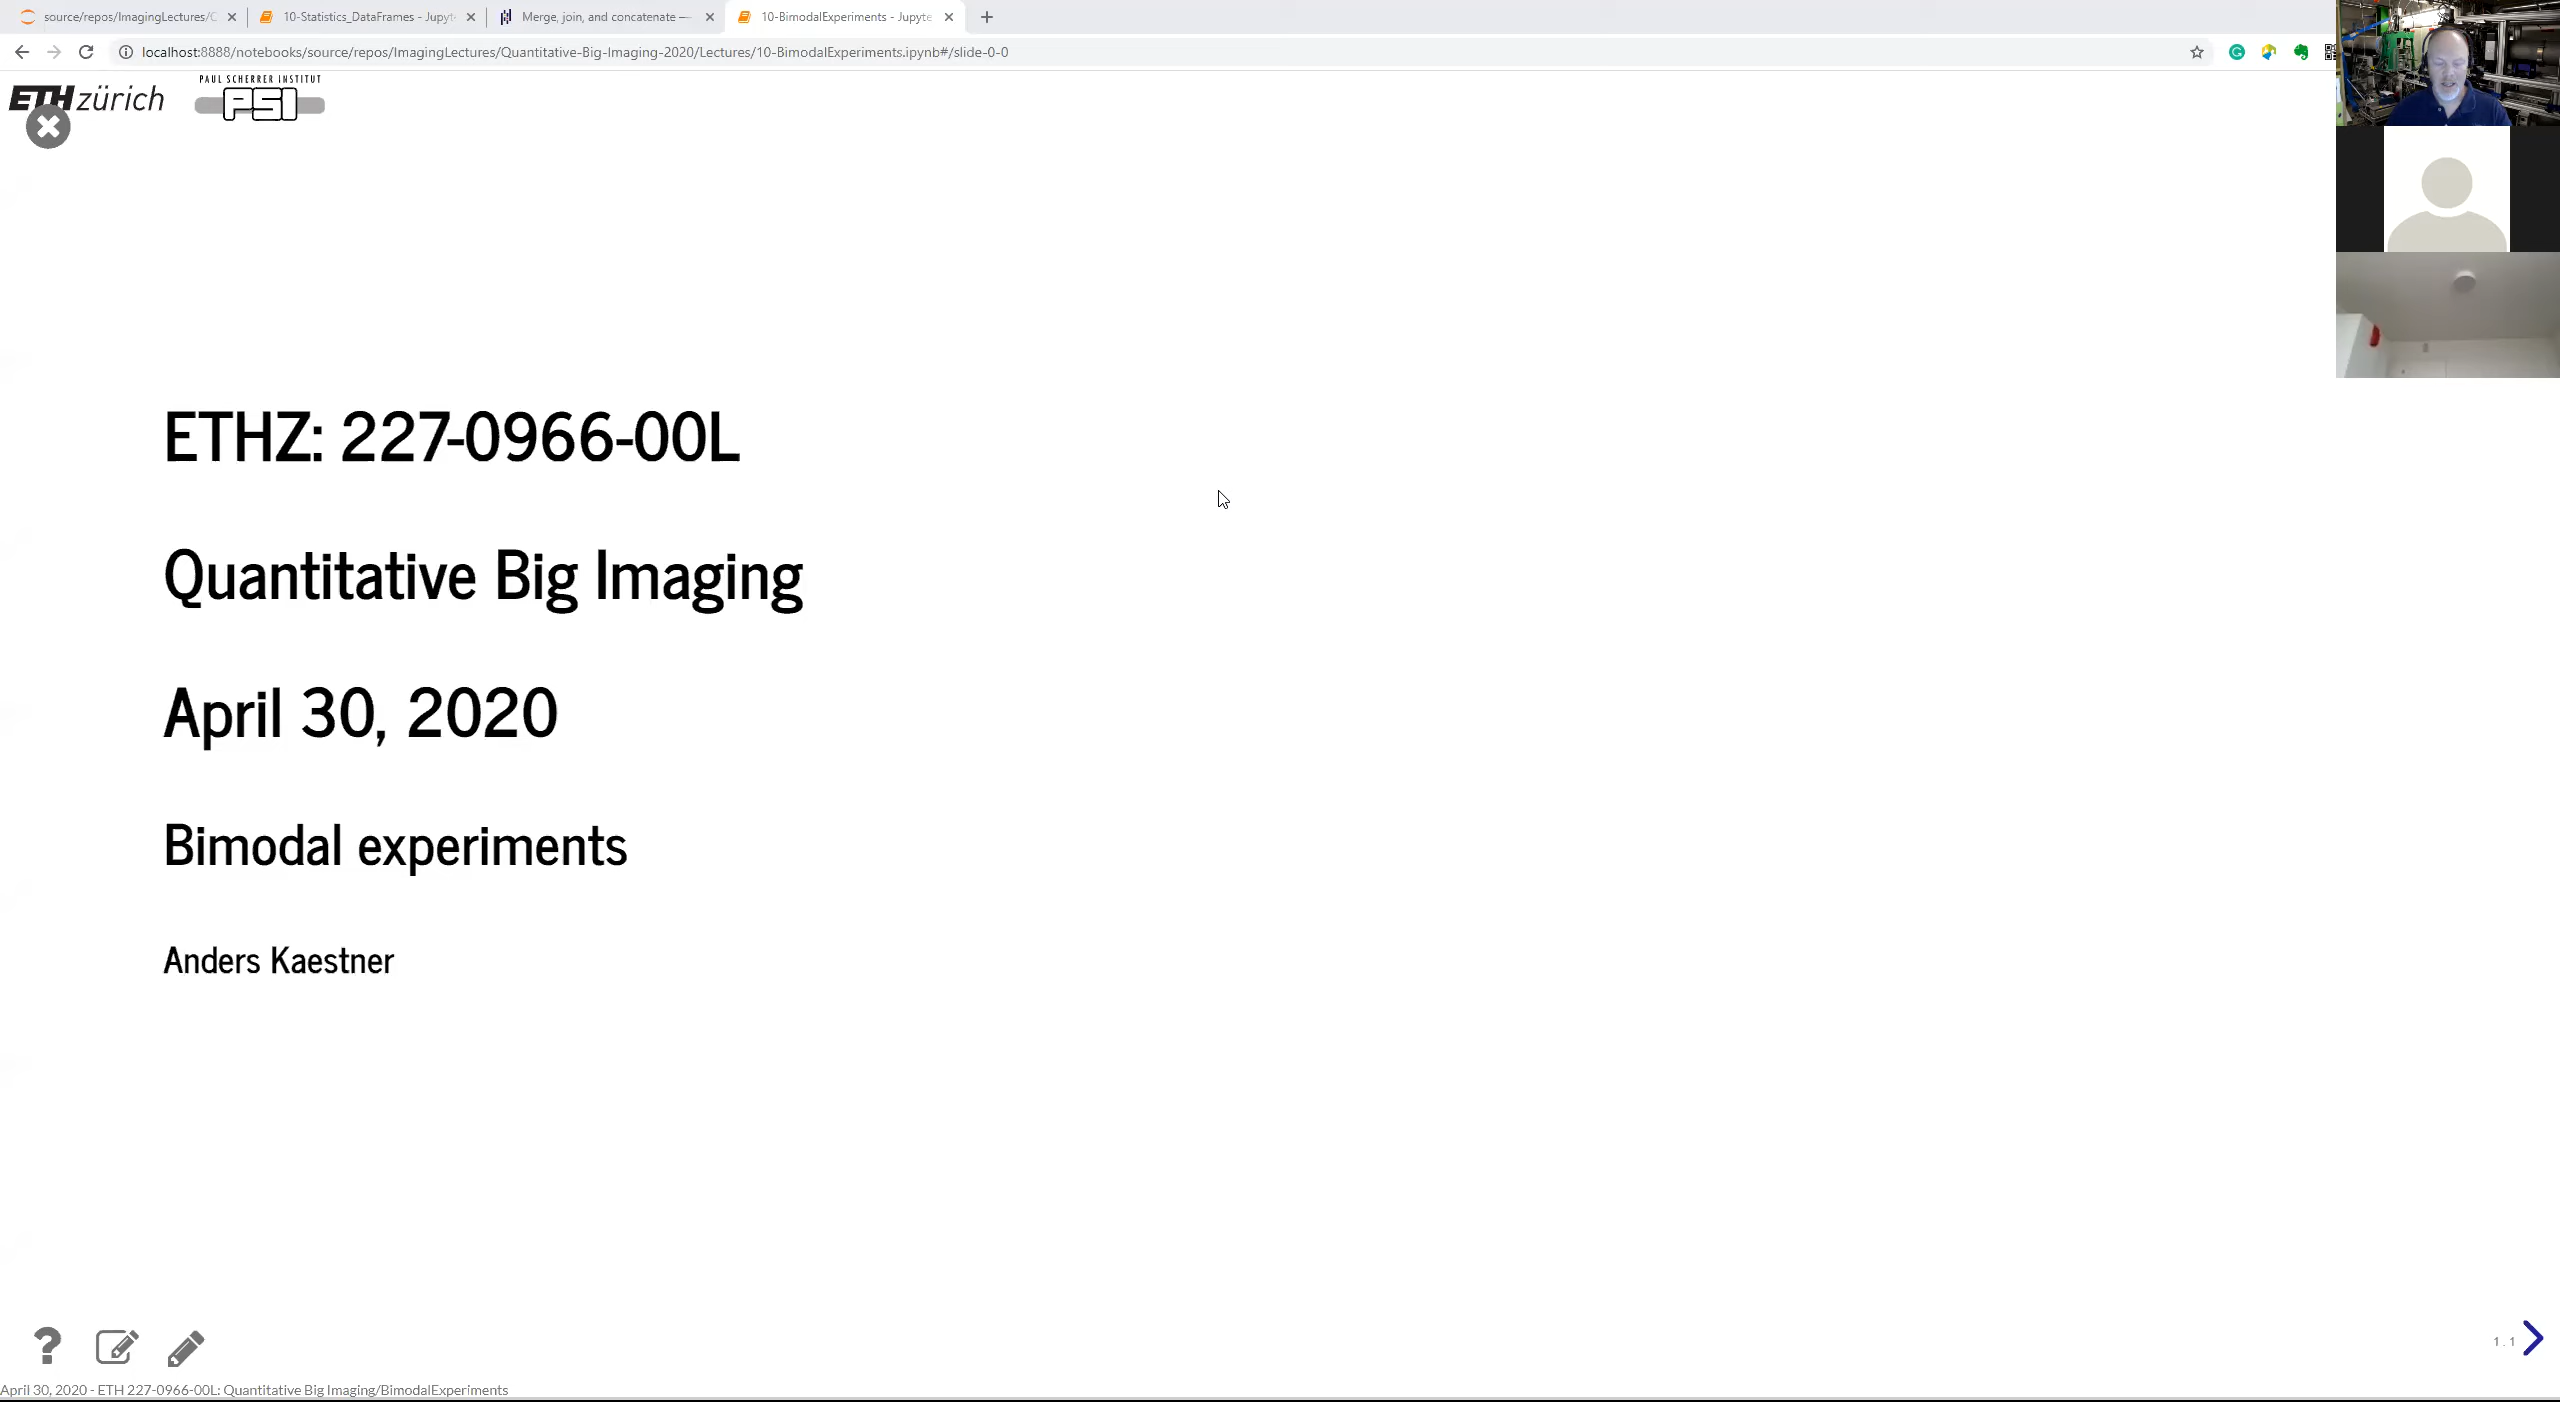 source/repos/ImagingLectures/C
10-Statistics_DataFrames - Jupyt
Merge, join, and concatenate —
10-BimodalExperiments - Jupyte
localhost:8888/notebooks/source/repos/ImagingLectures/Quantitative-Big-Imaging-2020/Lectures/10-BimodalExperiments.ipynb#/slide-0-0
ETH zürich
PAUL SCHERRER INSTITUT
PSI
ETHZ: 227-0966-00L
Quantitative Big Imaging
April 30, 2020
Bimodal experiments
Anders Kaestner
1.1
April 30, 2020 - ETH 227-0966-00L: Quantitative Big Imaging/BimodalExperiments